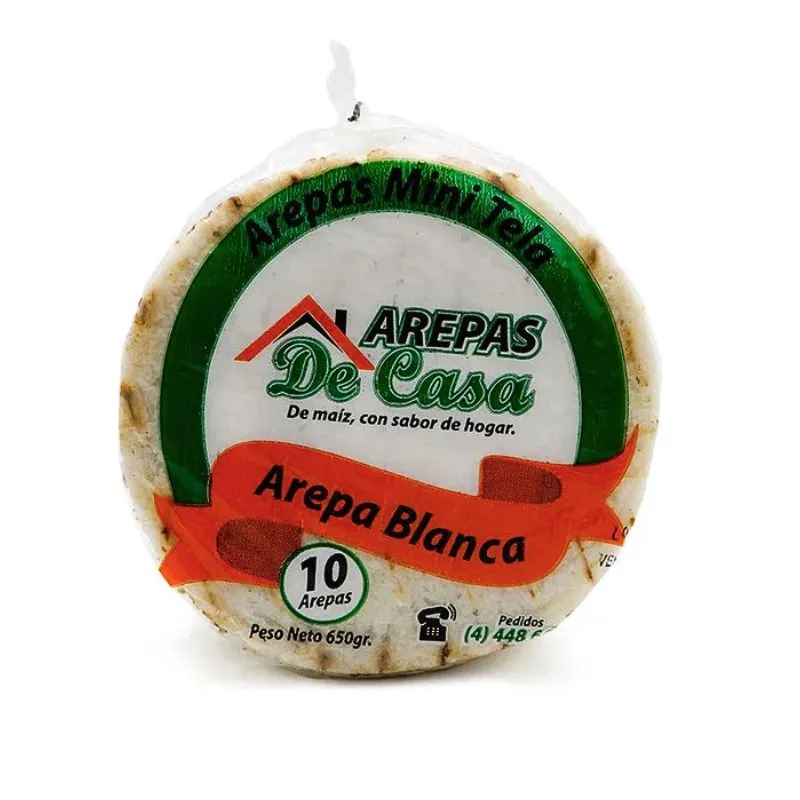 Arepas Mini Tela
AREPAS
De Casa
De maíz, con sabor de hogar.
Arepa Blanca
10
Arepas
Peso Neto 650gr.
Pedidos
(4) 448